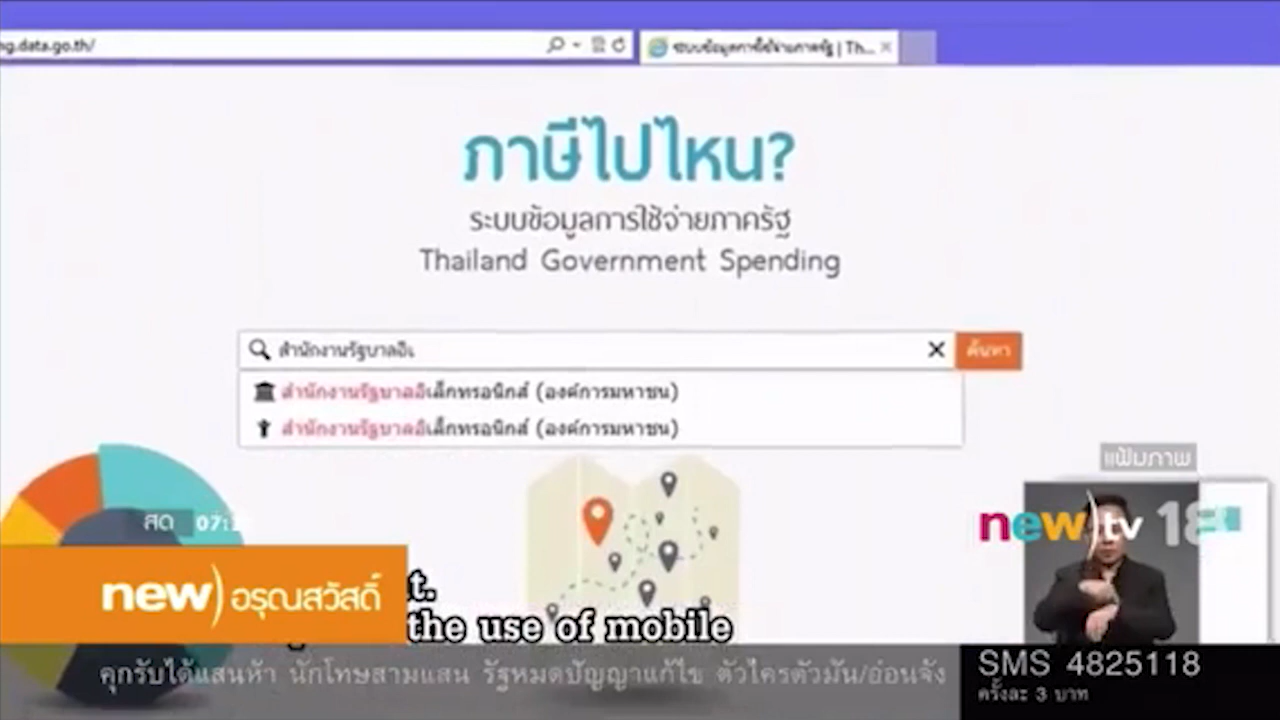 ng.data.go.th/
ระบบข้อมูลการใช้จ่ายภาครัฐ | Th...
ภาษีไปไหน?
ระบบข้อมูลการใช้จ่ายภาครัฐ
Thailand Government Spending
สำนักงานรัฐบาลอิเ
ค้นหา
สำนักงานรัฐบาลอิเล็กทรอนิกส์ (องค์การมหาชน)
สำนักงานรัฐบาลอิเล็กทรอนิกส์ (องค์การมหาชน)
แฟ้มภาพ
สด 07:
new)tv 18
new)อรุณสวัสดิ์
t.
the use of mobile
คุกรับได้แสนห้า นักโทษสามแสน รัฐหมดปัญญาแก้ไข ตัวใครตัวมัน/อ่อนจัง
SMS 4825118
ครั้งละ 3 บาท